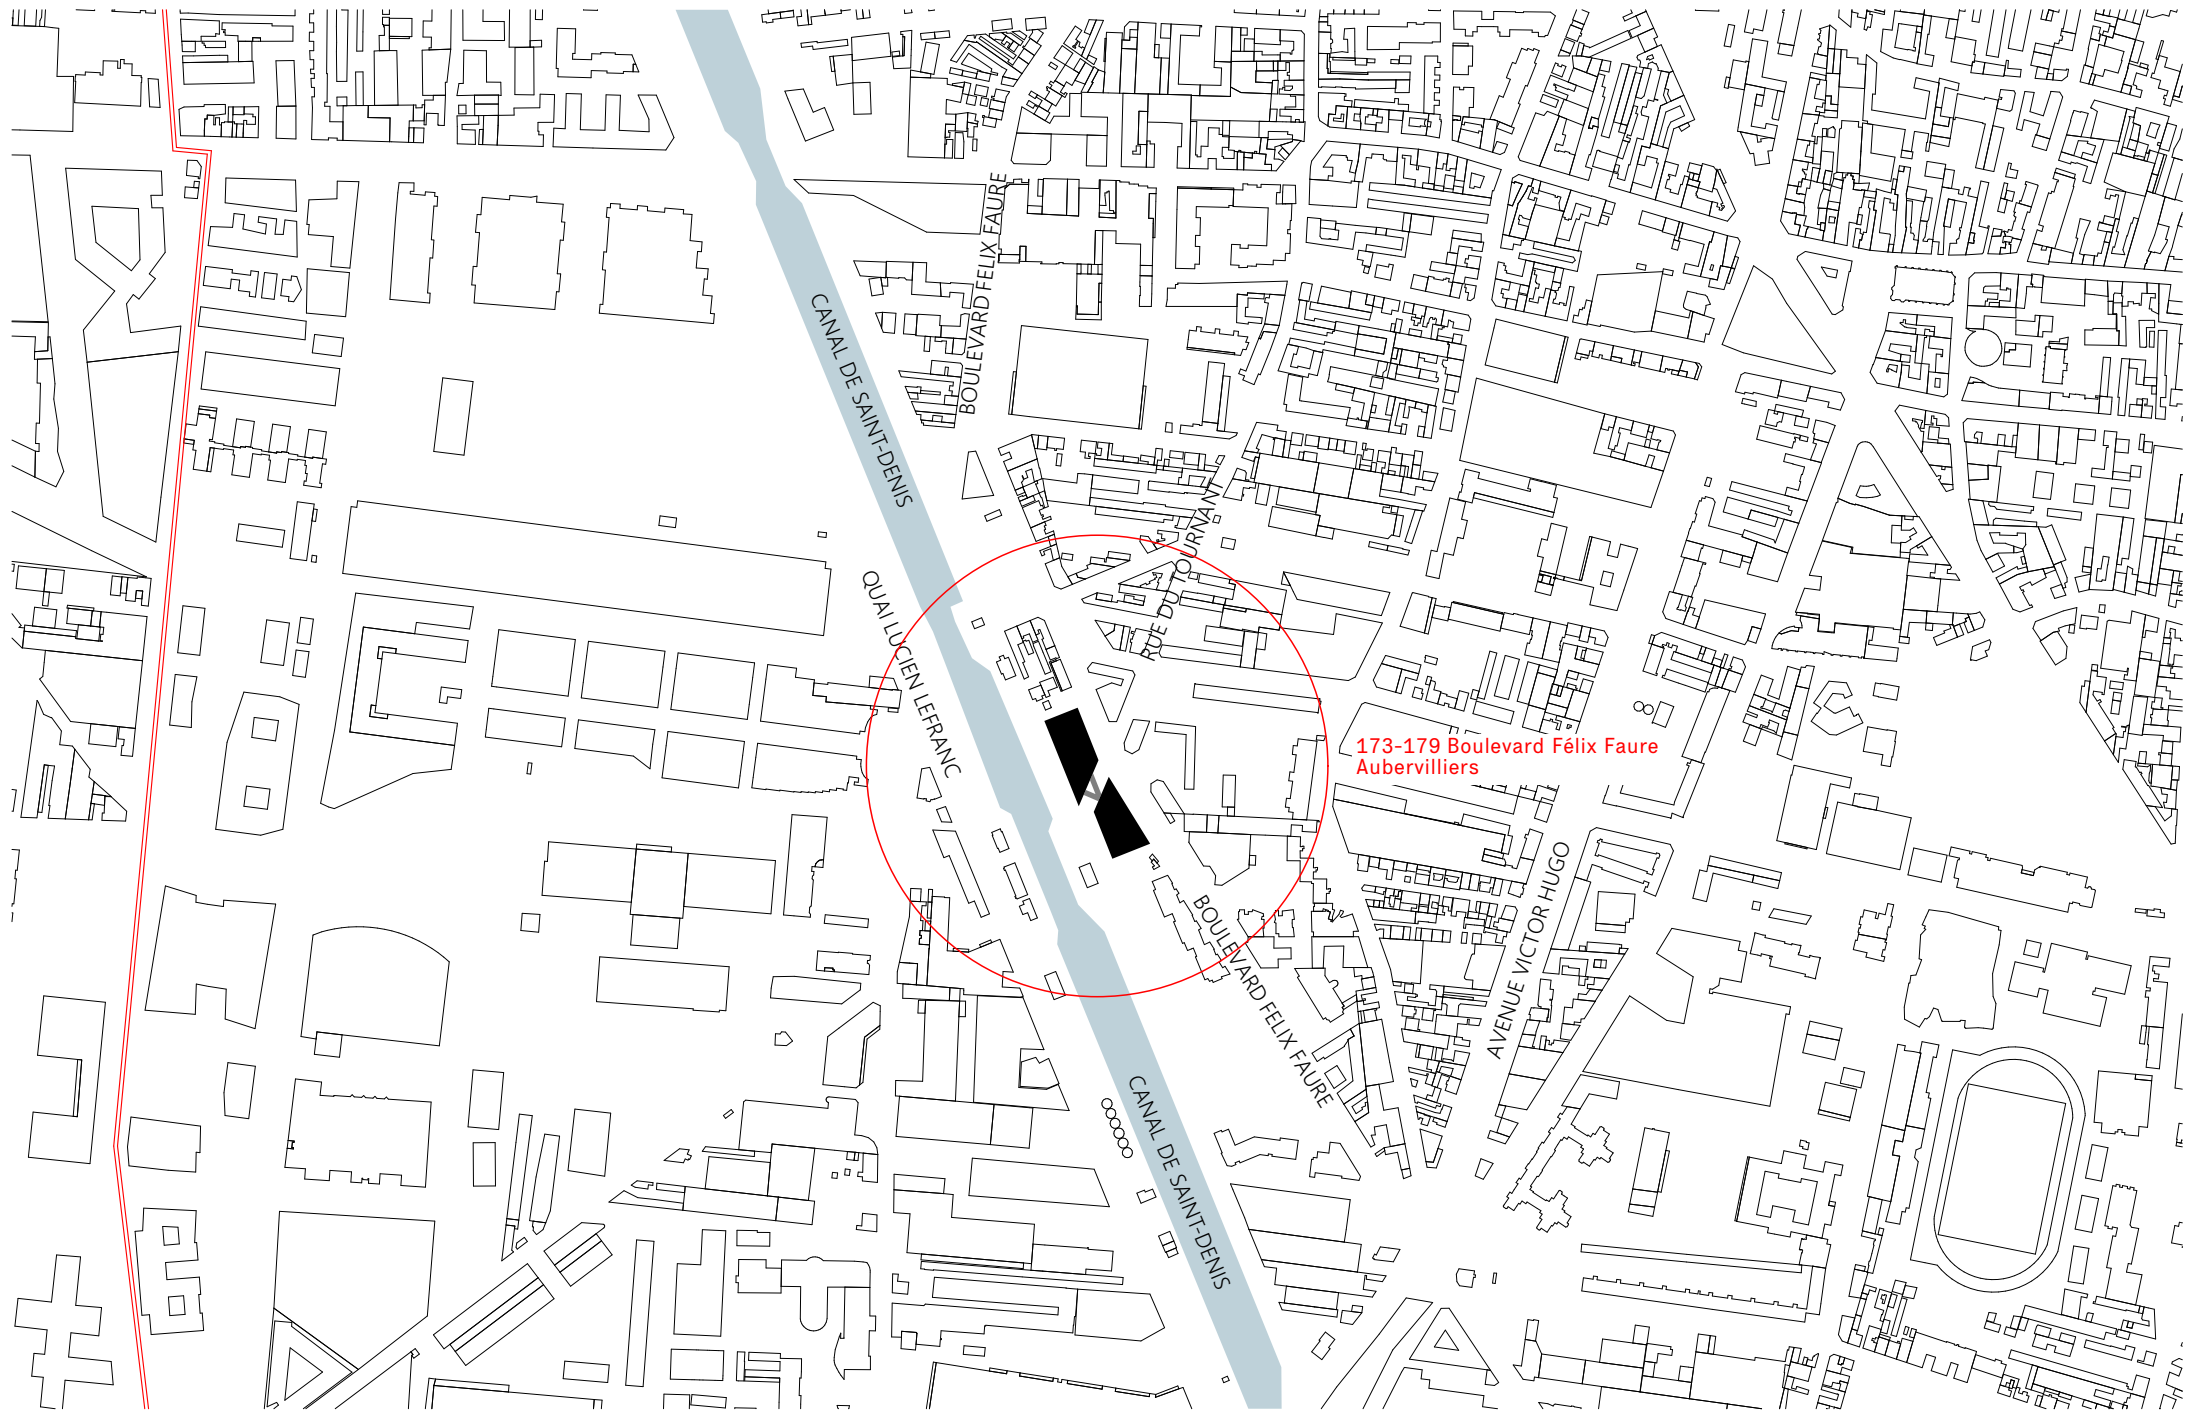 BOULEVARD FELIX FAURE
CANAL DE SAINT-DENIS
RUE DU TOURNANT
QUAI LUCIEN LEFRANC
173-179 Boulevard Félix Faure
Aubervilliers
AVENUE VICTOR HUGO
BOULEVARD FELIX FAURE
CANAL DE SAINT-DENIS